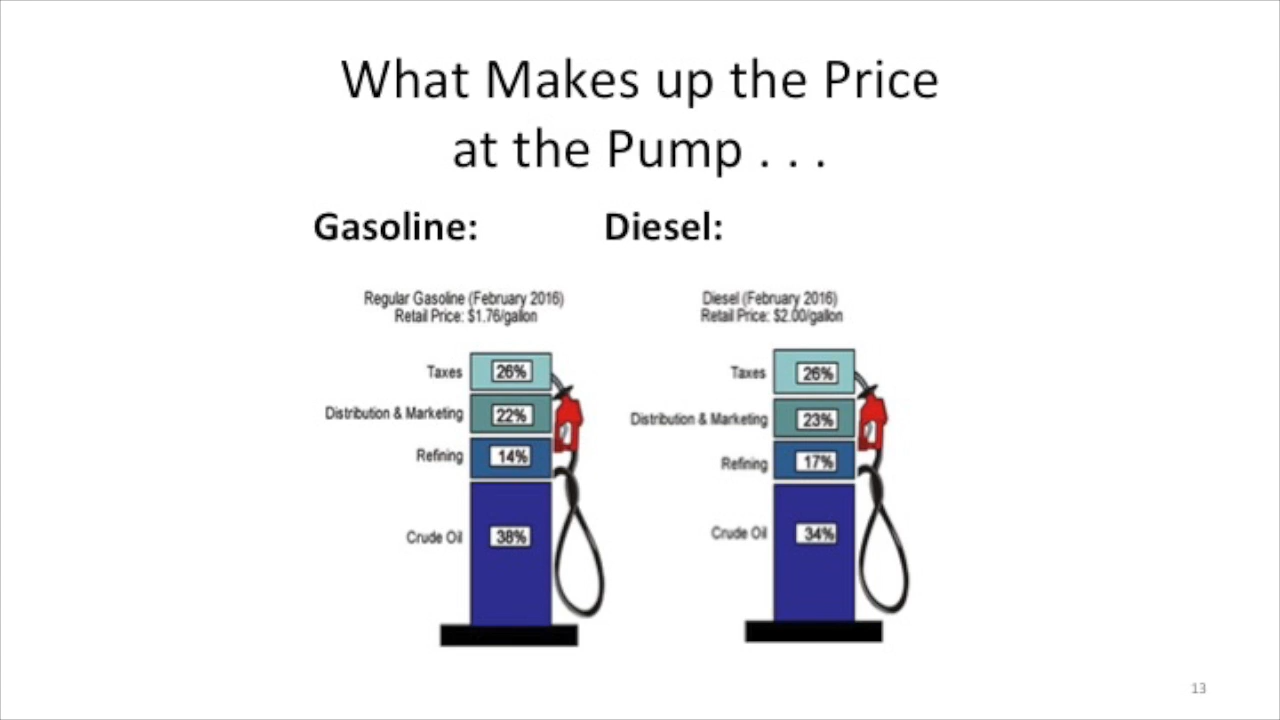 What Makes up the Price
at the Pump . . .
Gasoline:
Diesel:
Regular Gasoline (February 2016)
Retail Price: $1.76/gallon
Taxes 26%
Distribution & Marketing 22%
Refining 14%
Crude Oil 38%
Diesel (February 2016)
Retail Price: $2.00/gallon
Taxes 26%
Distribution & Marketing 23%
Refining 17%
Crude Oil 34%
13